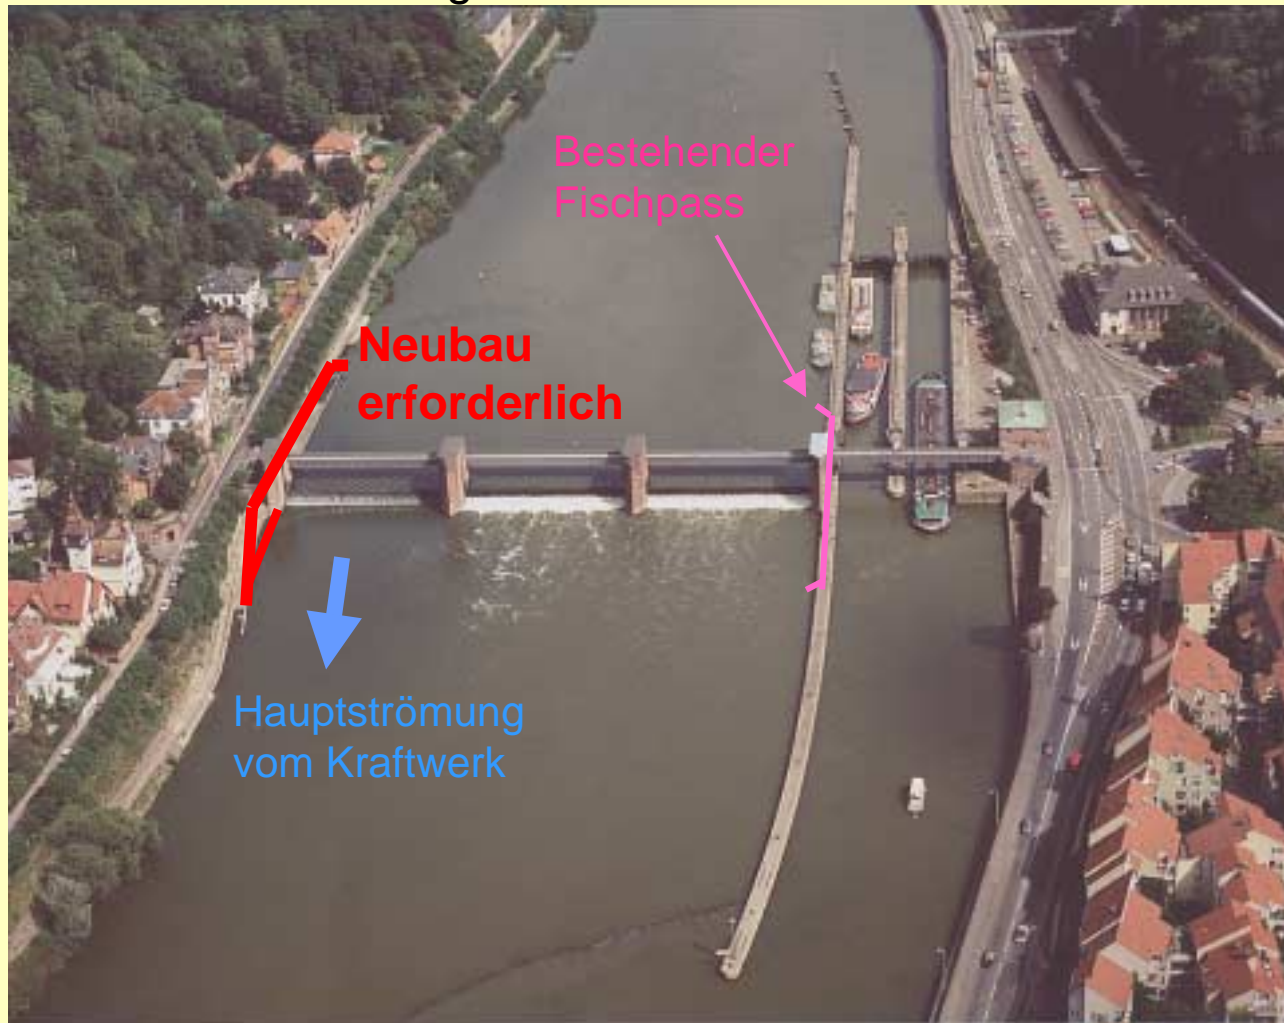 Bestehender
Fischpass
Neubau
erforderlich
Hauptströmung
vom Kraftwerk